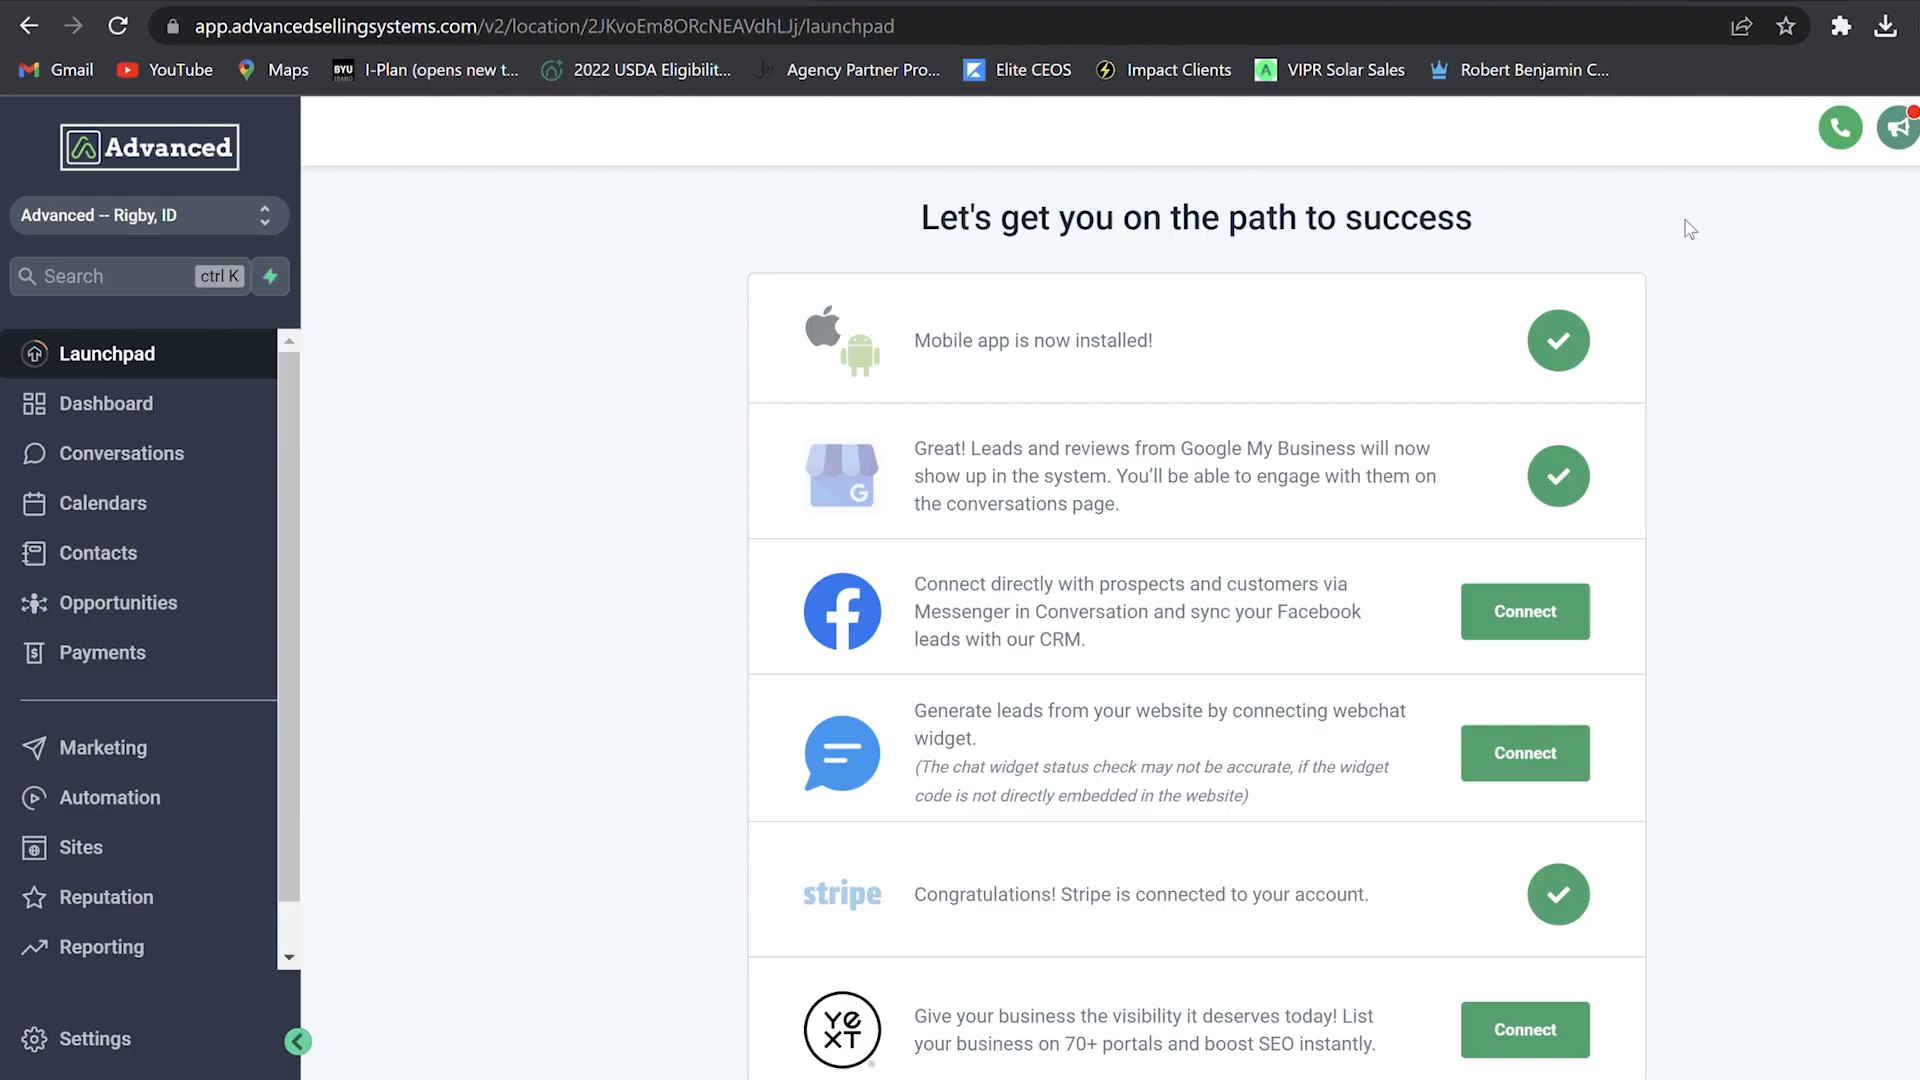 app.advancedsellingsystems.com/v2/location/2JKvoEm8ORcNEAVdhLJj/launchpad
Gmail YouTube Maps BYU IDAHO I-Plan (opens new t... 2022 USDA Eligibilit... Agency Partner Pro... Elite CEOS Impact Clients VIPR Solar Sales Robert Benjamin C...
Advanced
Advanced -- Rigby, ID
Search ctrl K
Launchpad
Dashboard
Conversations
Calendars
Contacts
Opportunities
Payments
Marketing
Automation
Sites
Reputation
Reporting
Settings
Let's get you on the path to success
Mobile app is now installed!
Great! Leads and reviews from Google My Business will now
show up in the system. You’ll be able to engage with them on
the conversations page.
G
Connect directly with prospects and customers via
Messenger in Conversation and sync your Facebook
leads with our CRM.
Connect
Generate leads from your website by connecting webchat
widget.
(The chat widget status check may not be accurate, if the widget
code is not directly embedded in the website)
Connect
stripe
Congratulations! Stripe is connected to your account.
YEXT
Give your business the visibility it deserves today! List
your business on 70+ portals and boost SEO instantly.
Connect